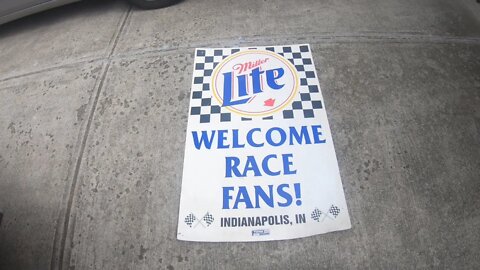 Miller
Lite
WELCOME
RACE
FANS!
INDIANAPOLIS, IN